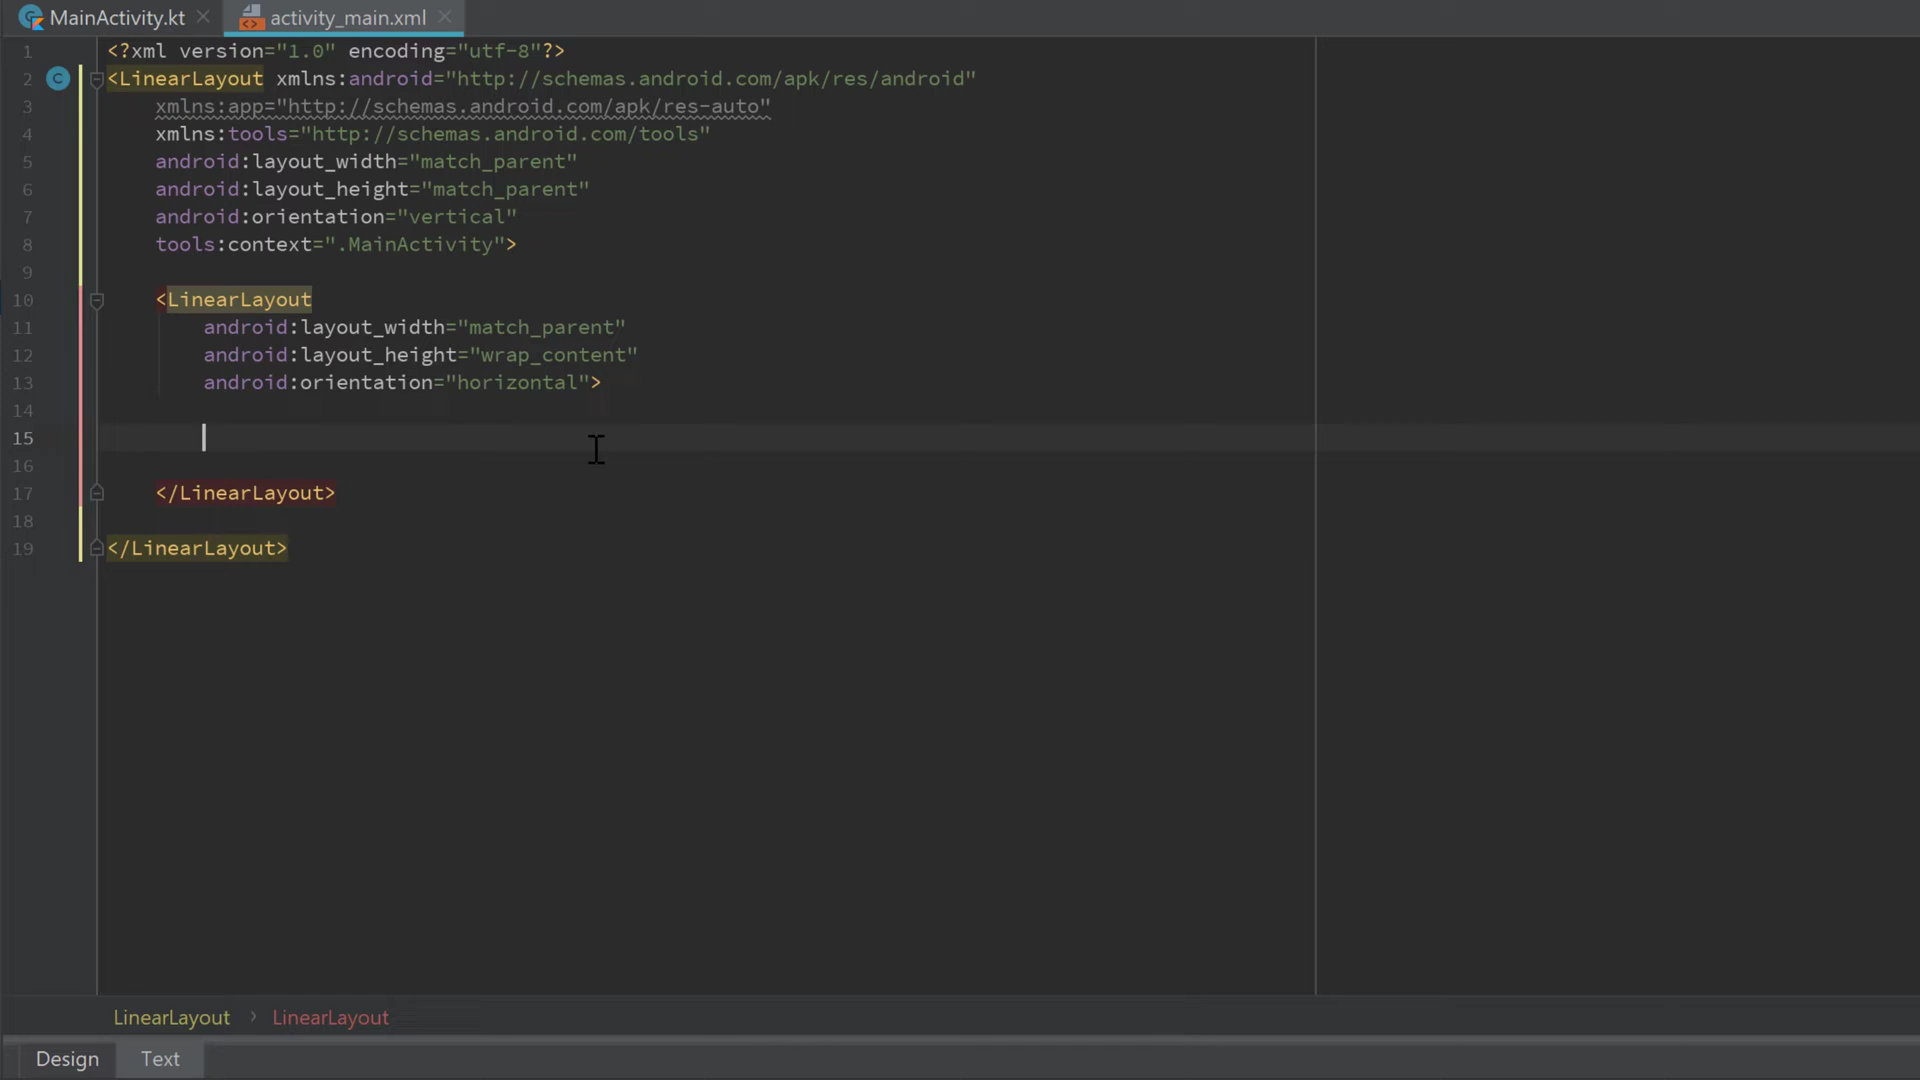 MainActivity.kt
activity_main.xml
1 <?xml version="1.0" encoding="utf-8"?>
2 <LinearLayout xmlns:android="http://schemas.android.com/apk/res/android"
3 xmlns:app="http://schemas.android.com/apk/res-auto"
4 xmlns:tools="http://schemas.android.com/tools"
5 android:layout_width="match_parent"
6 android:layout_height="match_parent"
7 android:orientation="vertical"
8 tools:context=".MainActivity">
9
10 <LinearLayout
11 android:layout_width="match_parent"
12 android:layout_height="wrap_content"
13 android:orientation="horizontal">
14
15
16
17 </LinearLayout>
18
19 </LinearLayout>
LinearLayout › LinearLayout
Design Text